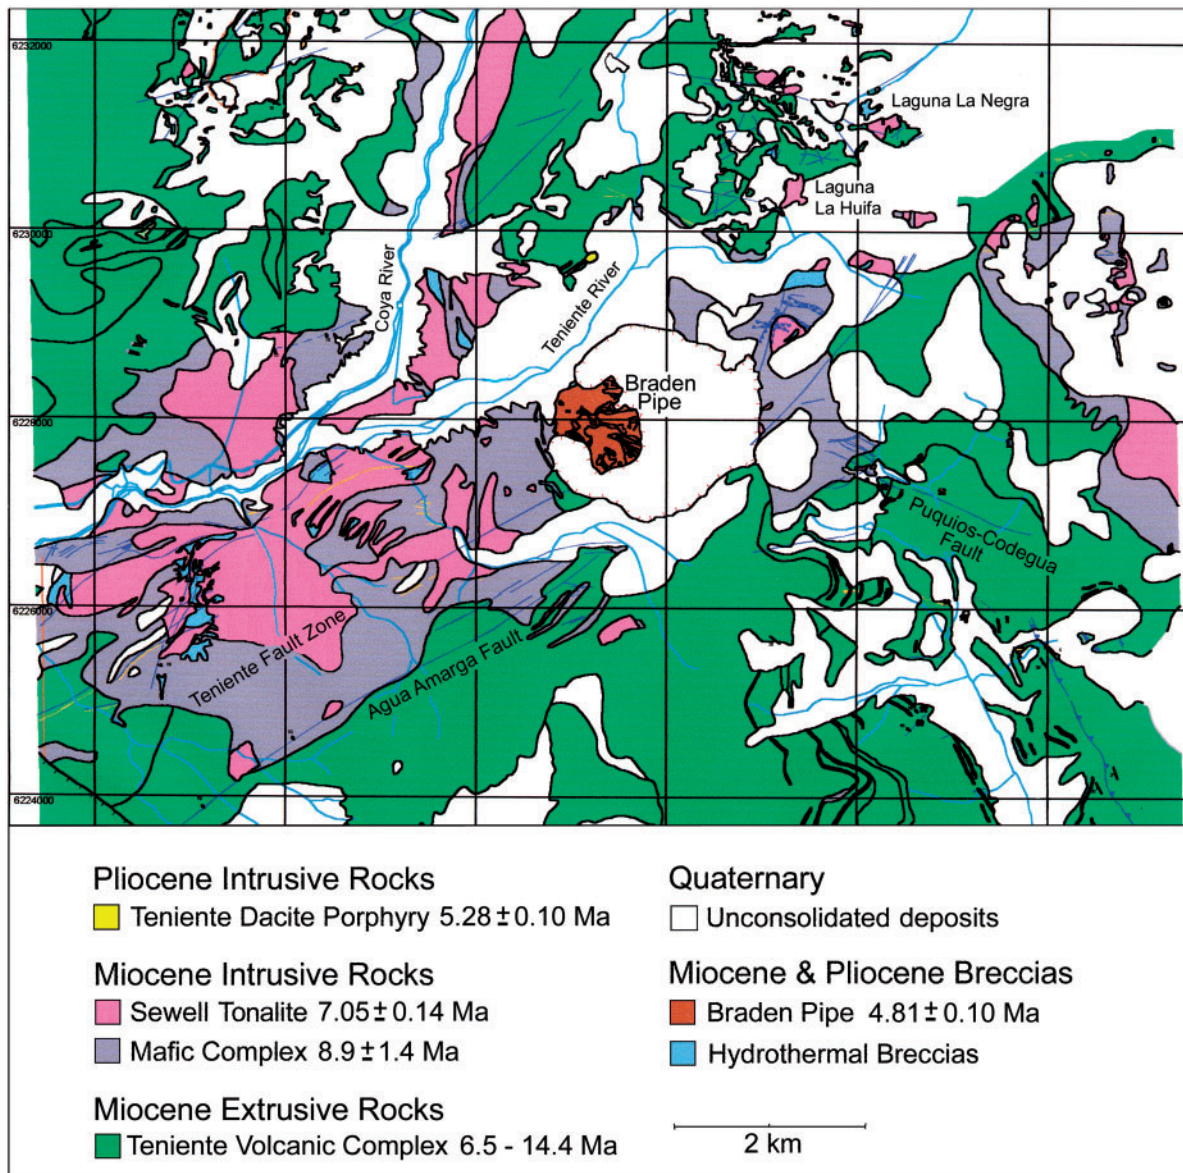 6232000
Laguna La Negra
Laguna
La Huifa
6230000
Coya River
Teniente River
Braden
Pipe
6228000
Puquios-Codegua
Fault
6226000
Teniente Fault Zone
Agua Amarga Fault
6224000
Pliocene Intrusive Rocks
Teniente Dacite Porphyry 5.28 ± 0.10 Ma
Miocene Intrusive Rocks
Sewell Tonalite 7.05 ± 0.14 Ma
Mafic Complex 8.9 ± 1.4 Ma
Miocene Extrusive Rocks
Teniente Volcanic Complex 6.5 - 14.4 Ma
Quaternary
Unconsolidated deposits
Miocene & Pliocene Breccias
Braden Pipe 4.81 ± 0.10 Ma
Hydrothermal Breccias
2 km